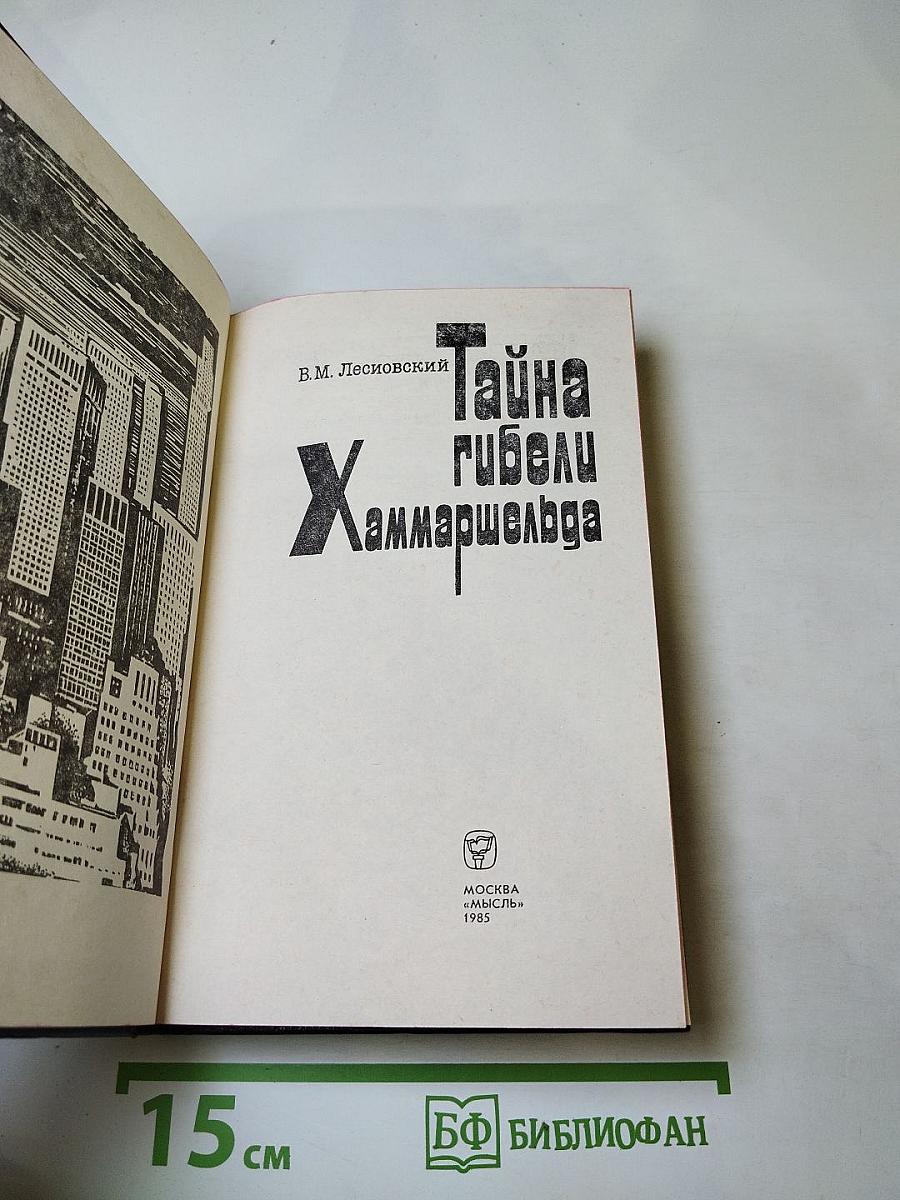 В.М. Лесиовский
Тайна
гибели
Хаммаршельда
МОСКВА
«МЫСЛЬ»
1985
15 см
БФ БИБЛИОФАН